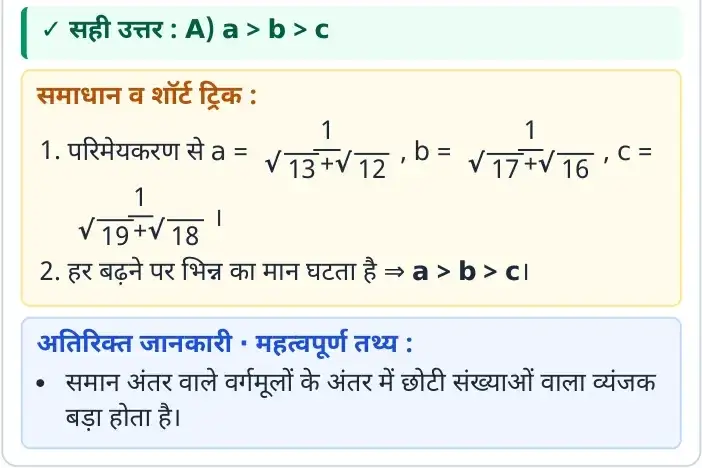 ✓ सही उत्तर : A) a > b > c
समाधान व शॉर्ट ट्रिक :
1. परिमेयकरण से a = 1/(√13+√12) , b = 1/(√17+√16) , c =
1/(√19+√18) ।
2. हर बढ़ने पर भिन्न का मान घटता है ⇒ a > b > c।
अतिरिक्त जानकारी · महत्वपूर्ण तथ्य :
• समान अंतर वाले वर्गमूलों के अंतर में छोटी संख्याओं वाला व्यंजक
बड़ा होता है।